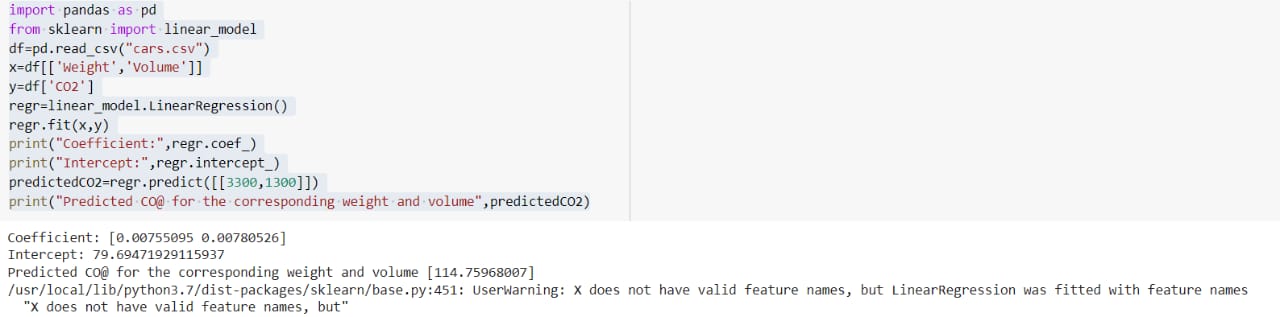 import pandas as pd
from sklearn import linear_model
df=pd.read_csv("cars.csv")
x=df[['Weight','Volume']]
y=df['CO2']
regr=linear_model.LinearRegression()
regr.fit(x,y)
print("Coefficient:",regr.coef_)
print("Intercept:",regr.intercept_)
predictedCO2=regr.predict([[3300,1300]])
print("Predicted CO@ for the corresponding weight and volume",predictedCO2)
Coefficient: [0.00755095 0.00780526]
Intercept: 79.69471929115937
Predicted CO@ for the corresponding weight and volume [114.75968007]
/usr/local/lib/python3.7/dist-packages/sklearn/base.py:451: UserWarning: X does not have valid feature names, but LinearRegression was fitted with feature names
  "X does not have valid feature names, but"